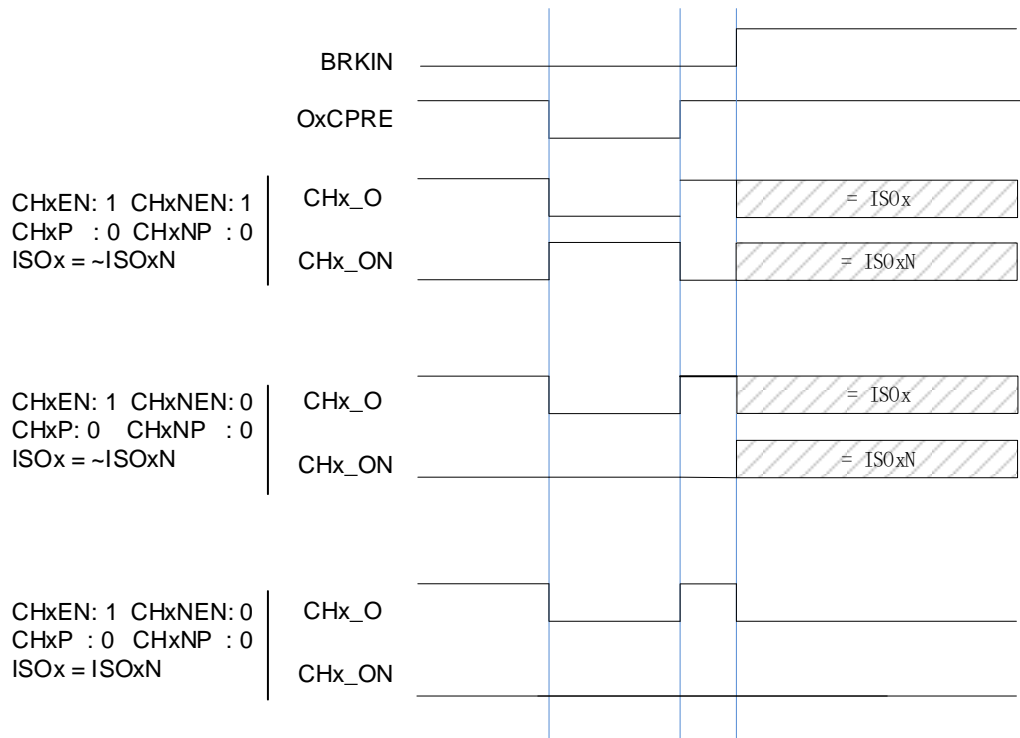 BRKIN
OxCPRE
CHxEN: 1 CHxNEN: 1
CHxP : 0 CHxNP : 0
ISOx = ~ISOxN
CHx_O
= ISOx
CHx_ON
= ISOxN
CHxEN: 1 CHxNEN: 0
CHxP: 0 CHxNP : 0
ISOx = ~ISOxN
CHx_O
= ISOx
CHx_ON
= ISOxN
CHxEN: 1 CHxNEN: 0
CHxP : 0 CHxNP : 0
ISOx = ISOxN
CHx_O
CHx_ON